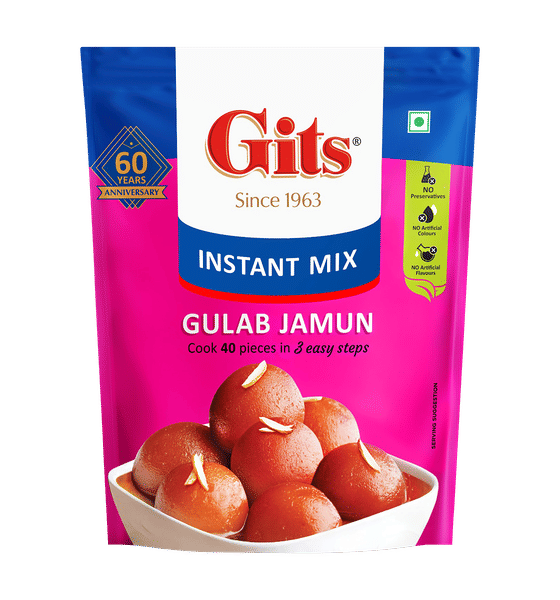 Gits®
Since 1963
60
YEARS
ANNIVERSARY
NO
Preservatives
NO Artificial
Colours
NO Artificial
Flavours
INSTANT MIX
GULAB JAMUN
Cook 40 pieces in 3 easy steps
SERVING SUGGESTION